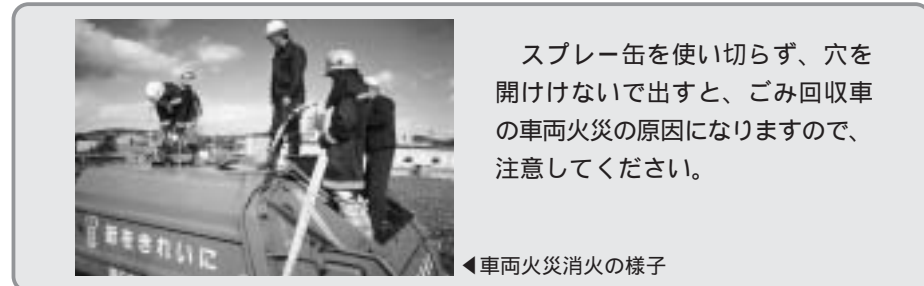 スプレー缶を使い切らず、穴を
開けけないで出すと、ごみ回収車
の車両火災の原因になりますので、
注意してください。
◀車両火災消火の様子
をきれいに